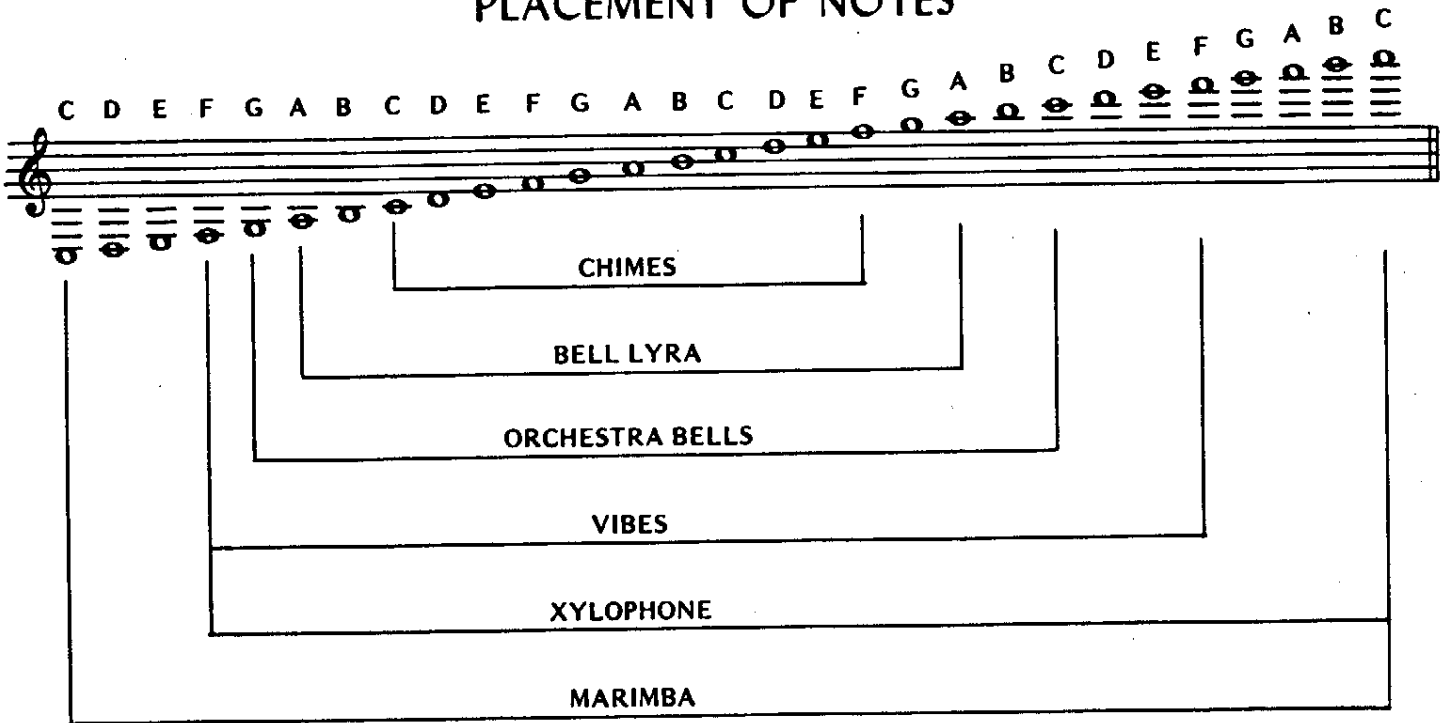 PLACEMENT OF NOTES
C D E F G A B C D E F G A B C D E F G A B C D E F G A B C
CHIMES
BELL LYRA
ORCHESTRA BELLS
VIBES
XYLOPHONE
MARIMBA